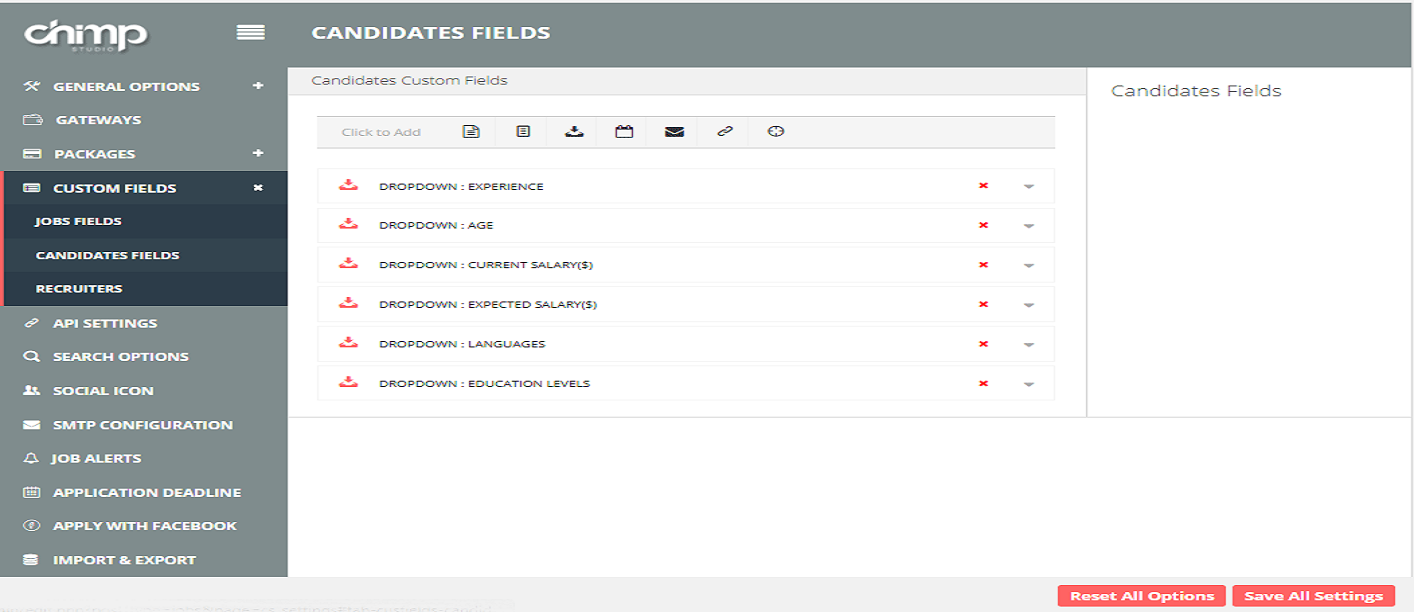 chimp
STUDIO
CANDIDATES FIELDS
GENERAL OPTIONS
GATEWAYS
PACKAGES
CUSTOM FIELDS
JOBS FIELDS
CANDIDATES FIELDS
RECRUITERS
API SETTINGS
SEARCH OPTIONS
SOCIAL ICON
SMTP CONFIGURATION
JOB ALERTS
APPLICATION DEADLINE
APPLY WITH FACEBOOK
IMPORT & EXPORT
Candidates Custom Fields
Click to Add
DROPDOWN : EXPERIENCE
DROPDOWN : AGE
DROPDOWN : CURRENT SALARY($)
DROPDOWN : EXPECTED SALARY($)
DROPDOWN : LANGUAGES
DROPDOWN : EDUCATION LEVELS
Candidates Fields
Reset All Options
Save All Settings